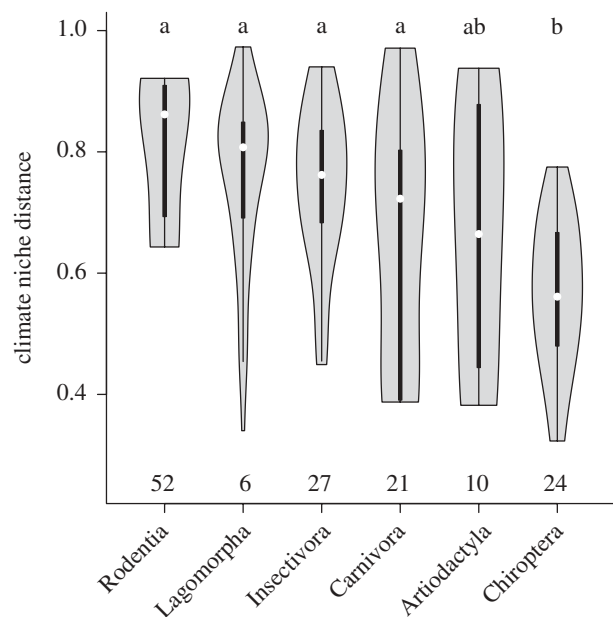 climate niche distance
1.0
0.8
0.6
0.4
a a a a ab b
52 6 27 21 10 24
Rodentia
Lagomorpha
Insectivora
Carnivora
Artiodactyla
Chiroptera